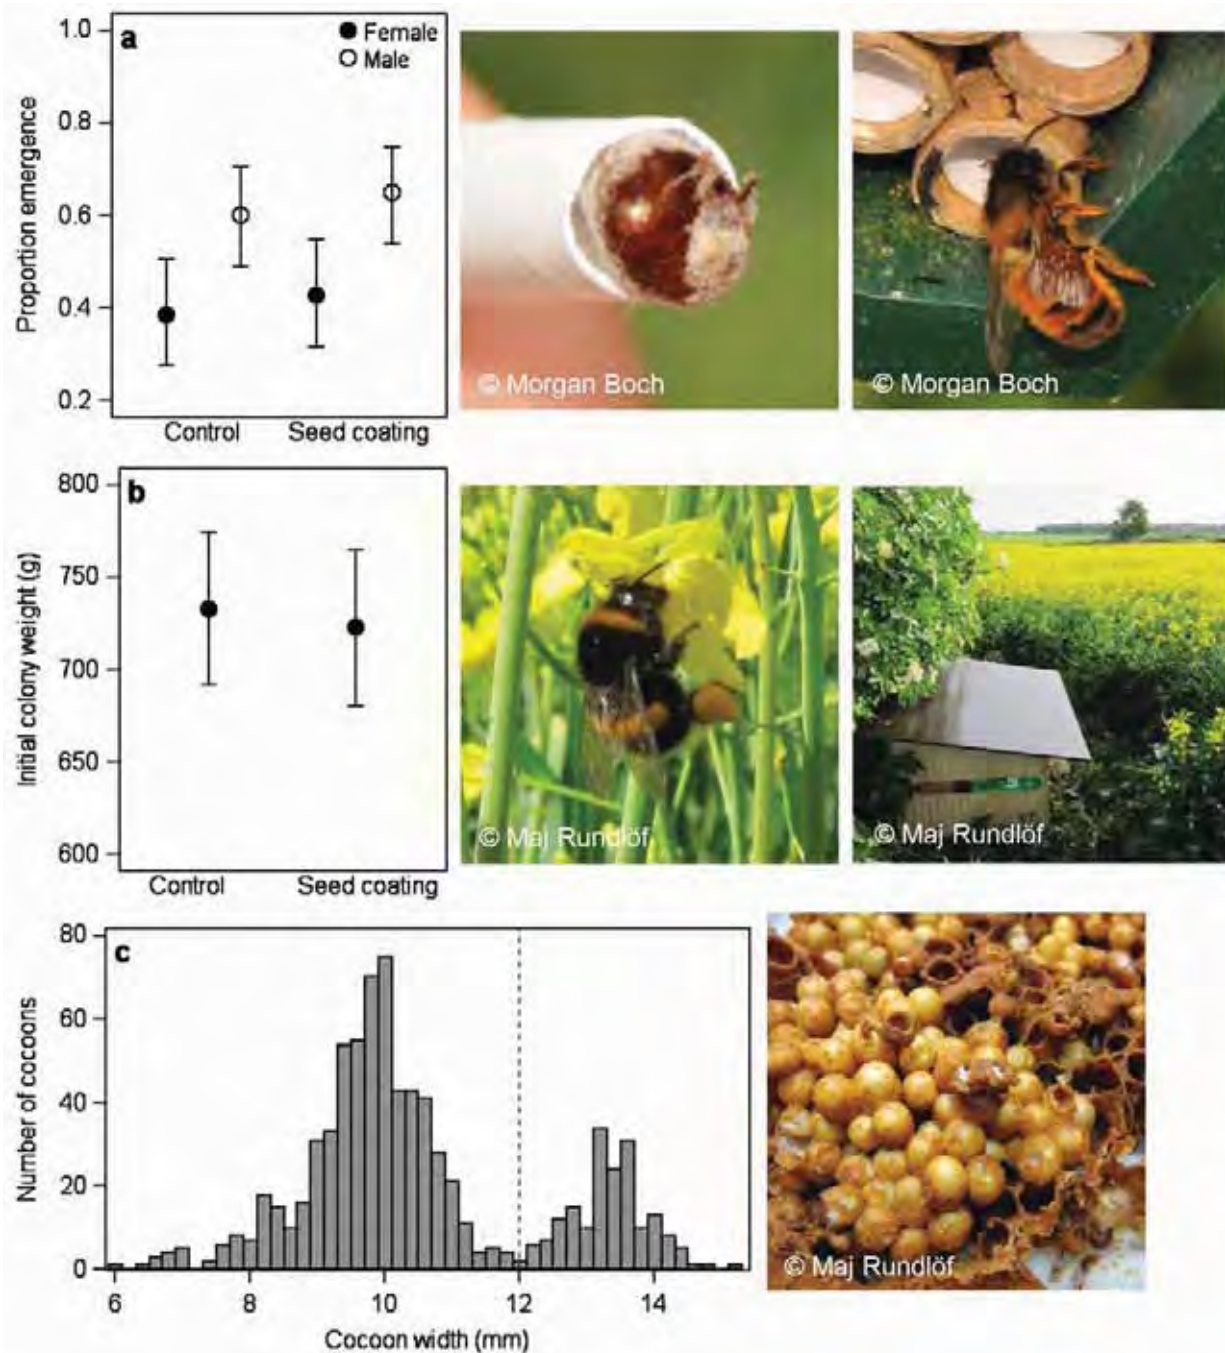 a
Female
Male
1.0
0.8
0.6
0.4
0.2
Proportion emergence
Control
Seed coating
© Morgan Boch
© Morgan Boch
b
800
750
700
650
600
Initial colony weight (g)
Control
Seed coating
© Maj Rundlöf
© Maj Rundlöf
c
80
60
40
20
0
Number of cocoons
6
8
10
12
14
Cocoon width (mm)
© Maj Rundlöf